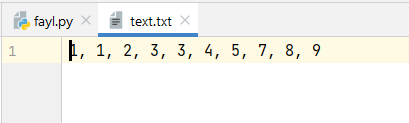 fayl.py text.txt
1 1, 1, 2, 3, 3, 4, 5, 7, 8, 9